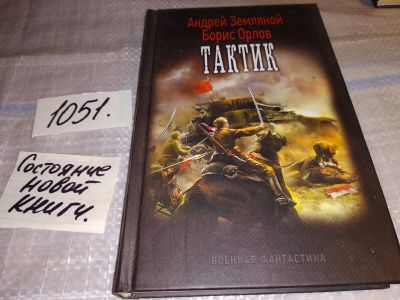 Андрей Земляной
Борис Орлов
ТАКТИК
1051.
Состояние
новой
книги.
ВОЕННАЯ ФАНТАСТИКА